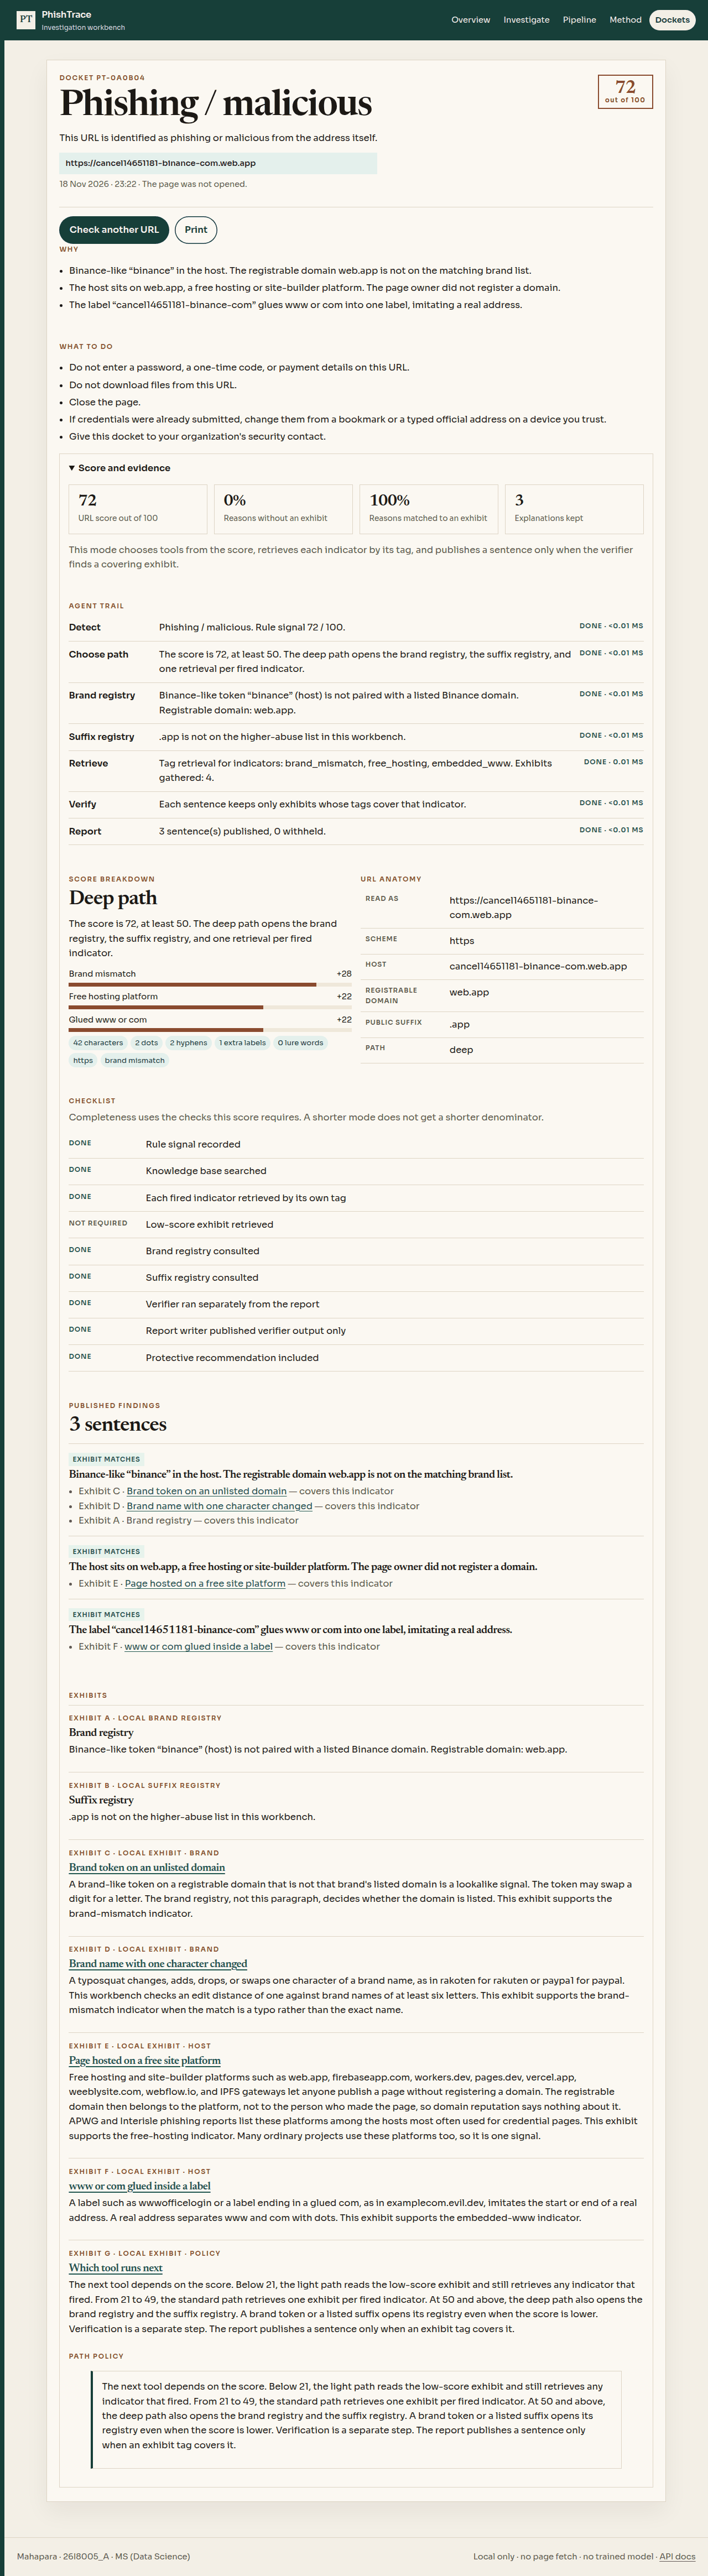 PT
PhishTrace
Investigation workbench
Overview Investigate Pipeline Method Dockets
DOCKET PT-0A0B04
Phishing / malicious
72
out of 100
This URL is identified as phishing or malicious from the address itself.
https://cancel14651181-binance-com.web.app
18 Nov 2026 · 23:22 · The page was not opened.
Check another URL Print
WHY
• Binance-like “binance” in the host. The registrable domain web.app is not on the matching brand list.
• The host sits on web.app, a free hosting or site-builder platform. The page owner did not register a domain.
• The label “cancel14651181-binance-com” glues www or com into one label, imitating a real address.
WHAT TO DO
• Do not enter a password, a one-time code, or payment details on this URL.
• Do not download files from this URL.
• Close the page.
• If credentials were already submitted, change them from a bookmark or a typed official address on a device you trust.
• Give this docket to your organization's security contact.
▼ Score and evidence
72
URL score out of 100
0%
Reasons without an exhibit
100%
Reasons matched to an exhibit
3
Explanations kept
This mode chooses tools from the score, retrieves each indicator by its tag, and publishes a sentence only when the verifier
finds a covering exhibit.
AGENT TRAIL
Detect Phishing / malicious. Rule signal 72 / 100. DONE · <0.01 MS
Choose path The score is 72, at least 50. The deep path opens the brand registry, the suffix registry, and DONE · <0.01 MS
one retrieval per fired indicator.
Brand registry Binance-like token “binance” (host) is not paired with a listed Binance domain. DONE · <0.01 MS
Registrable domain: web.app.
Suffix registry .app is not on the higher-abuse list in this workbench. DONE · <0.01 MS
Retrieve Tag retrieval for indicators: brand_mismatch, free_hosting, embedded_www. Exhibits DONE · 0.01 MS
gathered: 4.
Verify Each sentence keeps only exhibits whose tags cover that indicator. DONE · <0.01 MS
Report 3 sentence(s) published, 0 withheld. DONE · <0.01 MS
SCORE BREAKDOWN
Deep path
The score is 72, at least 50. The deep path opens the brand
registry, the suffix registry, and one retrieval per fired
indicator.
Brand mismatch +28
Free hosting platform +22
Glued www or com +22
42 characters 2 dots 2 hyphens 1 extra labels 0 lure words
https brand mismatch
URL ANATOMY
READ AS https://cancel14651181-binance-
com.web.app
SCHEME https
HOST cancel14651181-binance-com.web.app
REGISTRABLE web.app
DOMAIN
PUBLIC SUFFIX .app
PATH deep
CHECKLIST
Completeness uses the checks this score requires. A shorter mode does not get a shorter denominator.
DONE Rule signal recorded
DONE Knowledge base searched
DONE Each fired indicator retrieved by its own tag
NOT REQUIRED Low-score exhibit retrieved
DONE Brand registry consulted
DONE Suffix registry consulted
DONE Verifier ran separately from the report
DONE Report writer published verifier output only
DONE Protective recommendation included
PUBLISHED FINDINGS
3 sentences
EXHIBIT MATCHES
Binance-like “binance” in the host. The registrable domain web.app is not on the matching brand list.
• Exhibit C · Brand token on an unlisted domain — covers this indicator
• Exhibit D · Brand name with one character changed — covers this indicator
• Exhibit A · Brand registry — covers this indicator
EXHIBIT MATCHES
The host sits on web.app, a free hosting or site-builder platform. The page owner did not register a domain.
• Exhibit E · Page hosted on a free site platform — covers this indicator
EXHIBIT MATCHES
The label “cancel14651181-binance-com” glues www or com into one label, imitating a real address.
• Exhibit F · www or com glued inside a label — covers this indicator
EXHIBITS
EXHIBIT A · LOCAL BRAND REGISTRY
Brand registry
Binance-like token “binance” (host) is not paired with a listed Binance domain. Registrable domain: web.app.
EXHIBIT B · LOCAL SUFFIX REGISTRY
Suffix registry
.app is not on the higher-abuse list in this workbench.
EXHIBIT C · LOCAL EXHIBIT · BRAND
Brand token on an unlisted domain
A brand-like token on a registrable domain that is not that brand's listed domain is a lookalike signal. The token may swap a
digit for a letter. The brand registry, not this paragraph, decides whether the domain is listed. This exhibit supports the
brand-mismatch indicator.
EXHIBIT D · LOCAL EXHIBIT · BRAND
Brand name with one character changed
A typosquat changes, adds, drops, or swaps one character of a brand name, as in rakoten for rakuten or paypa1 for paypal.
This workbench checks an edit distance of one against brand names of at least six letters. This exhibit supports the brand-
mismatch indicator when the match is a typo rather than the exact name.
EXHIBIT E · LOCAL EXHIBIT · HOST
Page hosted on a free site platform
Free hosting and site-builder platforms such as web.app, firebaseapp.com, workers.dev, pages.dev, vercel.app,
weeblysite.com, webflow.io, and IPFS gateways let anyone publish a page without registering a domain. The registrable
domain then belongs to the platform, not to the person who made the page, so domain reputation says nothing about it.
APWG and Interisle phishing reports list these platforms among the hosts most often used for credential pages. This exhibit
supports the free-hosting indicator. Many ordinary projects use these platforms too, so it is one signal.
EXHIBIT F · LOCAL EXHIBIT · HOST
www or com glued inside a label
A label such as wwwofficelogin or a label ending in a glued com, as in examplecom.evil.dev, imitates the start or end of a real
address. A real address separates www and com with dots. This exhibit supports the embedded-www indicator.
EXHIBIT G · LOCAL EXHIBIT · POLICY
Which tool runs next
The next tool depends on the score. Below 21, the light path reads the low-score exhibit and still retrieves any indicator that
fired. From 21 to 49, the standard path retrieves one exhibit per fired indicator. At 50 and above, the deep path also opens the
brand registry and the suffix registry. A brand token or a listed suffix opens its registry even when the score is lower.
Verification is a separate step. The report publishes a sentence only when an exhibit tag covers it.
PATH POLICY
The next tool depends on the score. Below 21, the light path reads the low-score exhibit and still retrieves any
indicator that fired. From 21 to 49, the standard path retrieves one exhibit per fired indicator. At 50 and above,
the deep path also opens the brand registry and the suffix registry. A brand token or a listed suffix opens its
registry even when the score is lower. Verification is a separate step. The report publishes a sentence only
when an exhibit tag covers it.
Mahapara · 26I8005_A · MS (Data Science) Local only · no page fetch · no trained model · API docs